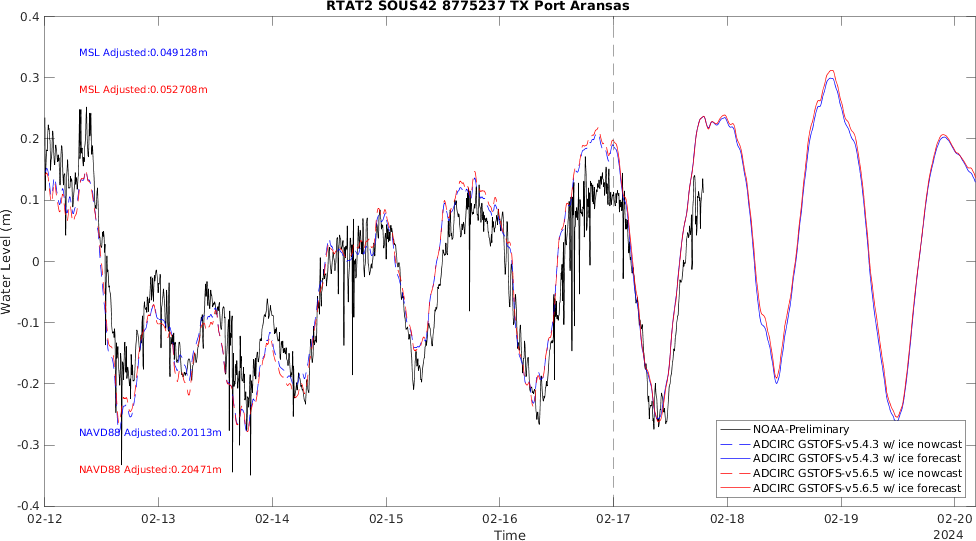 RTAT2 SOUS42 8775237 TX Port Aransas
0.4
0.3
0.2
0.1
0
-0.1
-0.2
-0.3
-0.4
Water Level (m)
MSL Adjusted:0.049128m
MSL Adjusted:0.052708m
NAVD88 Adjusted:0.20113m
NAVD88 Adjusted:0.20471m
NOAA-Preliminary
ADCIRC GSTOFS-v5.4.3 w/ ice nowcast
ADCIRC GSTOFS-v5.4.3 w/ ice forecast
ADCIRC GSTOFS-v5.6.5 w/ ice nowcast
ADCIRC GSTOFS-v5.6.5 w/ ice forecast
02-12 02-13 02-14 02-15 02-16 02-17 02-18 02-19 02-20
Time
2024